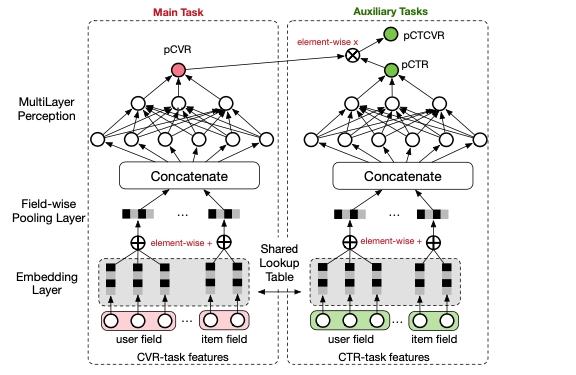 Main Task
Auxiliary Tasks
pCTCVR
element-wise x
pCVR
pCTR
MultiLayer
Perception
Concatenate
Concatenate
Field-wise
Pooling Layer
...
...
element-wise +
element-wise +
Shared
Lookup
Table
Embedding
Layer
...
...
user field
item field
user field
item field
CVR-task features
CTR-task features